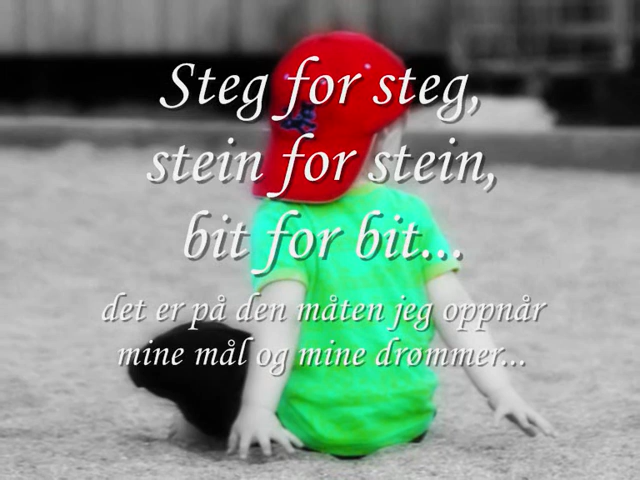 Steg for steg,
stein for stein,
bit for bit...
det er på den måten jeg oppnår
mine mål og mine drømmer...